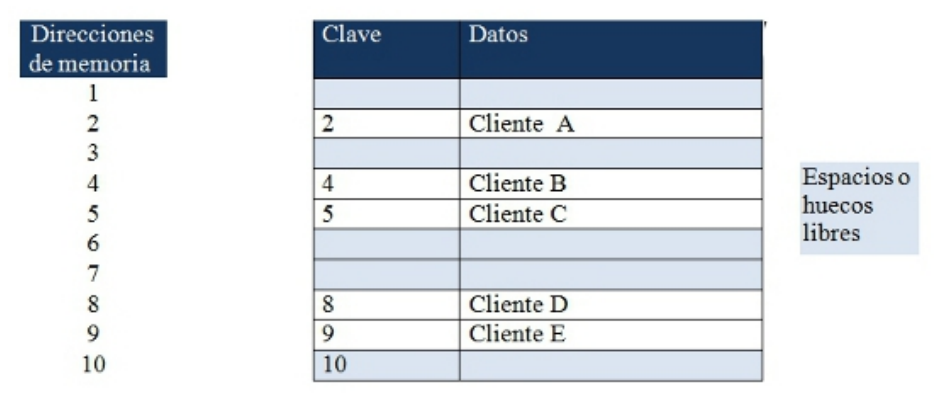 Direcciones
de memoria
Clave Datos
1
2 2 Cliente A
3
4 4 Cliente B
5 5 Cliente C
6
7
8 8 Cliente D
9 9 Cliente E
10 10
Espacios o
huecos
libres